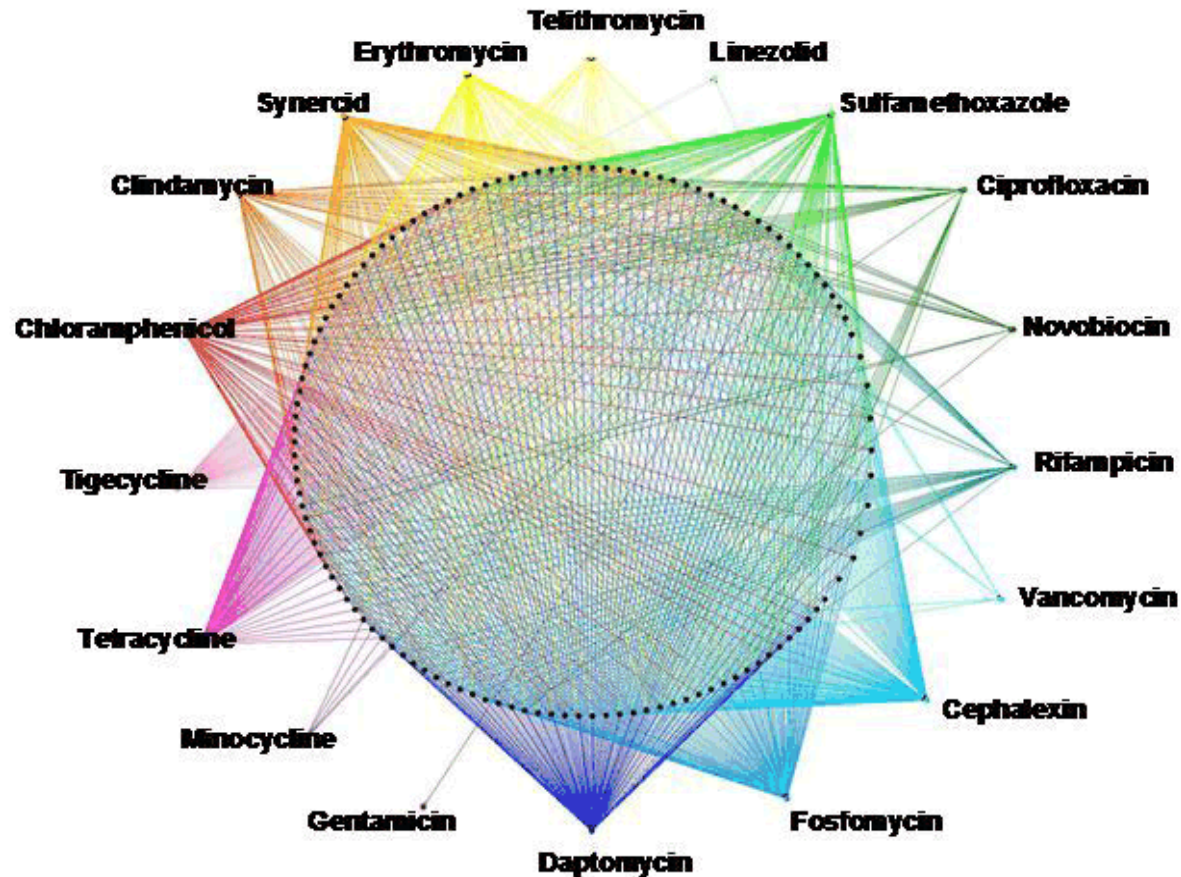 Telithromycin
Erythromycin
Linezolid
Synercid
Sulfamethoxazole
Clindamycin
Ciprofloxacin
Chloramphenicol
Novobiocin
Rifampicin
Tigecycline
Vancomycin
Tetracycline
Cephalexin
Minocycline
Gentamicin
Fosfomycin
Daptomycin